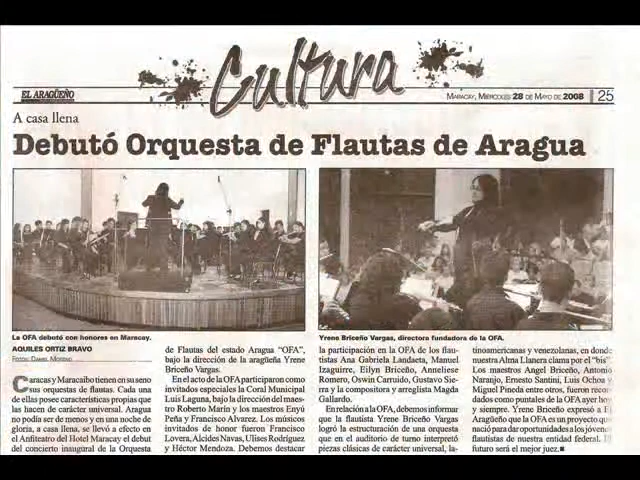 Cultura
EL ARAGÜEÑO
MARACAY, MIÉRCOLES 28 DE MAYO DE 2008 25
A casa llena
Debutó Orquesta de Flautas de Aragua
La OFA debutó con honores en Maracay.
Yrene Briceño Vargas, directora fundadora de la OFA.
AQUILES ORTIZ BRAVO
FOTOS: DANIEL MORENO
Caracas y Maracaibo tienen en su seno
sus orquestas de flautas. Cada una
de ellas posee características propias que
las hacen de carácter universal. Aragua
no podía ser de menos y en una noche de
gloria, a casa llena, se llevó a efecto en
el Anfiteatro del Hotel Maracay el debut
del concierto inaugural de la Orquesta
de Flautas del estado Aragua "OFA",
bajo la dirección de la aragüeña Yrene
Briceño Vargas.
En el acto de la OFA participaron como
invitados especiales la Coral Municipal
Luis Laguna, bajo la dirección del maes-
tro Roberto Marín y los maestros Enyú
Peña y Francisco Alvarez. Los músicos
invitados de honor fueron Francisco
Lovera, Alcides Navas, Ulises Rodríguez
y Héctor Mendoza. Debemos destacar
la participación en la OFA de los flau-
tistas Ana Gabriela Landaeta, Manuel
Izaguirre, Eilyn Briceño, Anneliese
Romero, Oswin Carruido, Gustavo Sie-
rra y la compositora y arreglista Magda
Gallardo.
En relación a la OFA, debemos informar
que la flautista Yrene Briceño Vargas
logró la estructuración de una orquesta
que en el auditorio de turno interpretó
piezas clásicas de carácter universal, la-
tinoamericanas y venezolanas, en donde
nuestra Alma Llanera clama por el "bis".
Los maestros Angel Briceño, Antonio
Naranjo, Ernesto Santini, Luis Ochoa y
Miguel Pineda entre otros, fueron recor-
dados como puntales de la OFA ayer hoy
y siempre. Yrene Briceño expresó a El
Aragüeño que la OFA es un proyecto que
nació para dar oportunidades a los jóvenes
flautistas de nuestra entidad federal. El
futuro será el mejor juez.